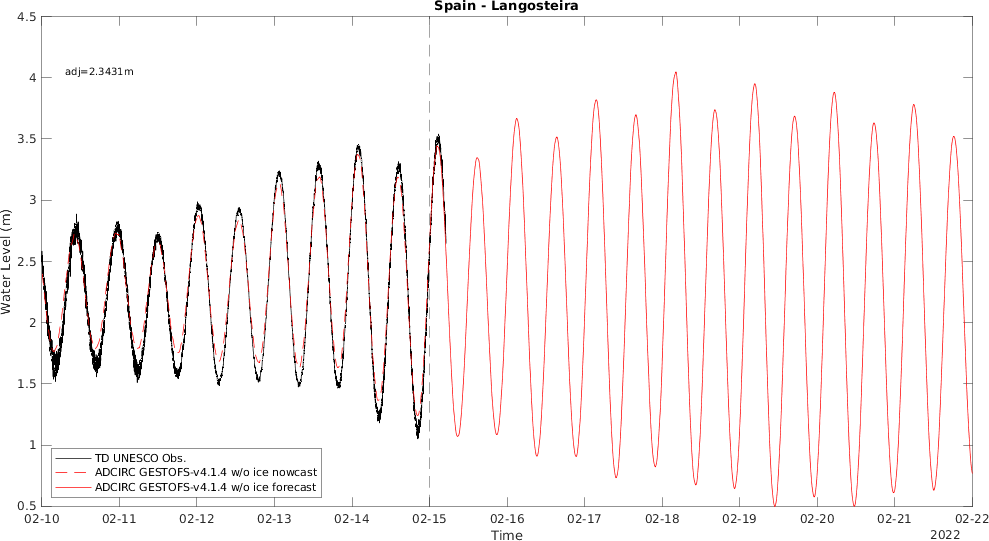 Spain - Langosteira
4.5
4
3.5
3
2.5
2
1.5
1
0.5
Water Level (m)
adj=2.3431m
TD UNESCO Obs.
ADCIRC GESTOFS-v4.1.4 w/o ice nowcast
ADCIRC GESTOFS-v4.1.4 w/o ice forecast
02-10 02-11 02-12 02-13 02-14 02-15 02-16 02-17 02-18 02-19 02-20 02-21 02-22
Time
2022